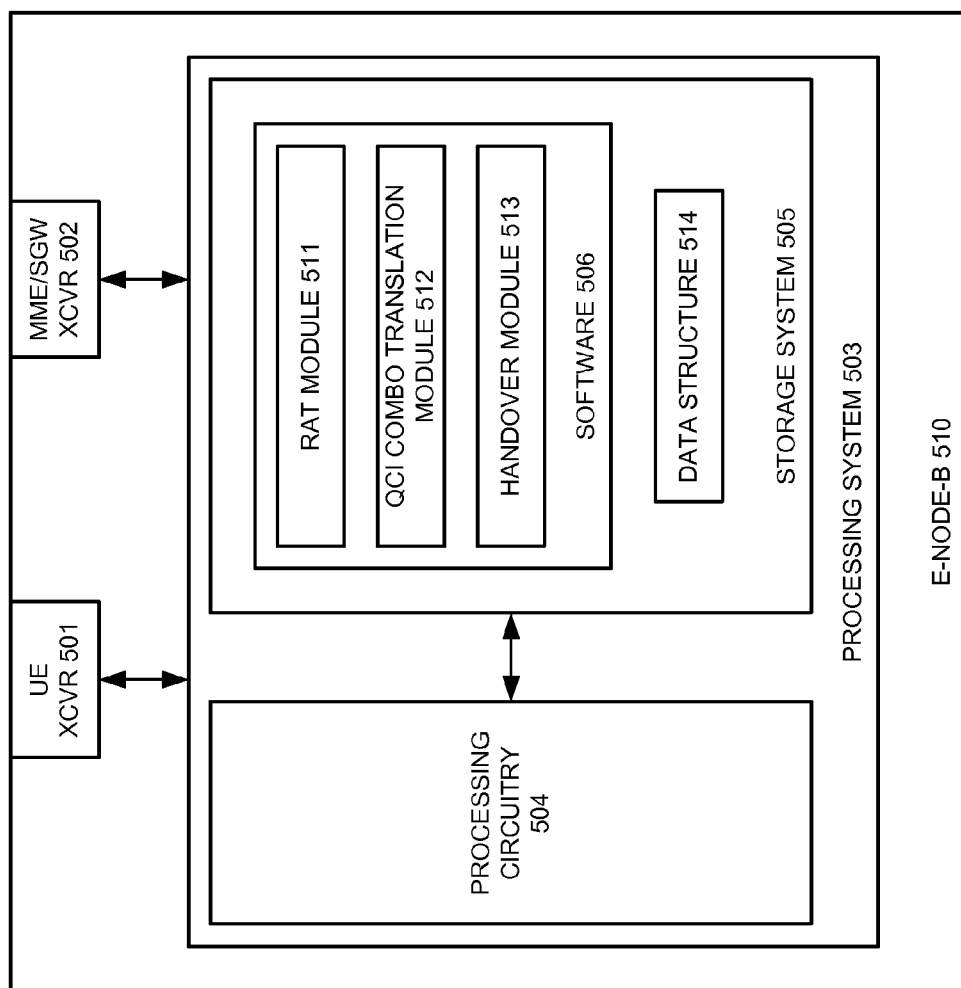 UE
XCVR 501
MME/SGW
XCVR 502
PROCESSING
CIRCUITRY
504
RAT MODULE 511
QCI COMBO TRANSLATION
MODULE 512
HANDOVER MODULE 513
SOFTWARE 506
DATA STRUCTURE 514
STORAGE SYSTEM 505
PROCESSING SYSTEM 503
E-NODE-B 510